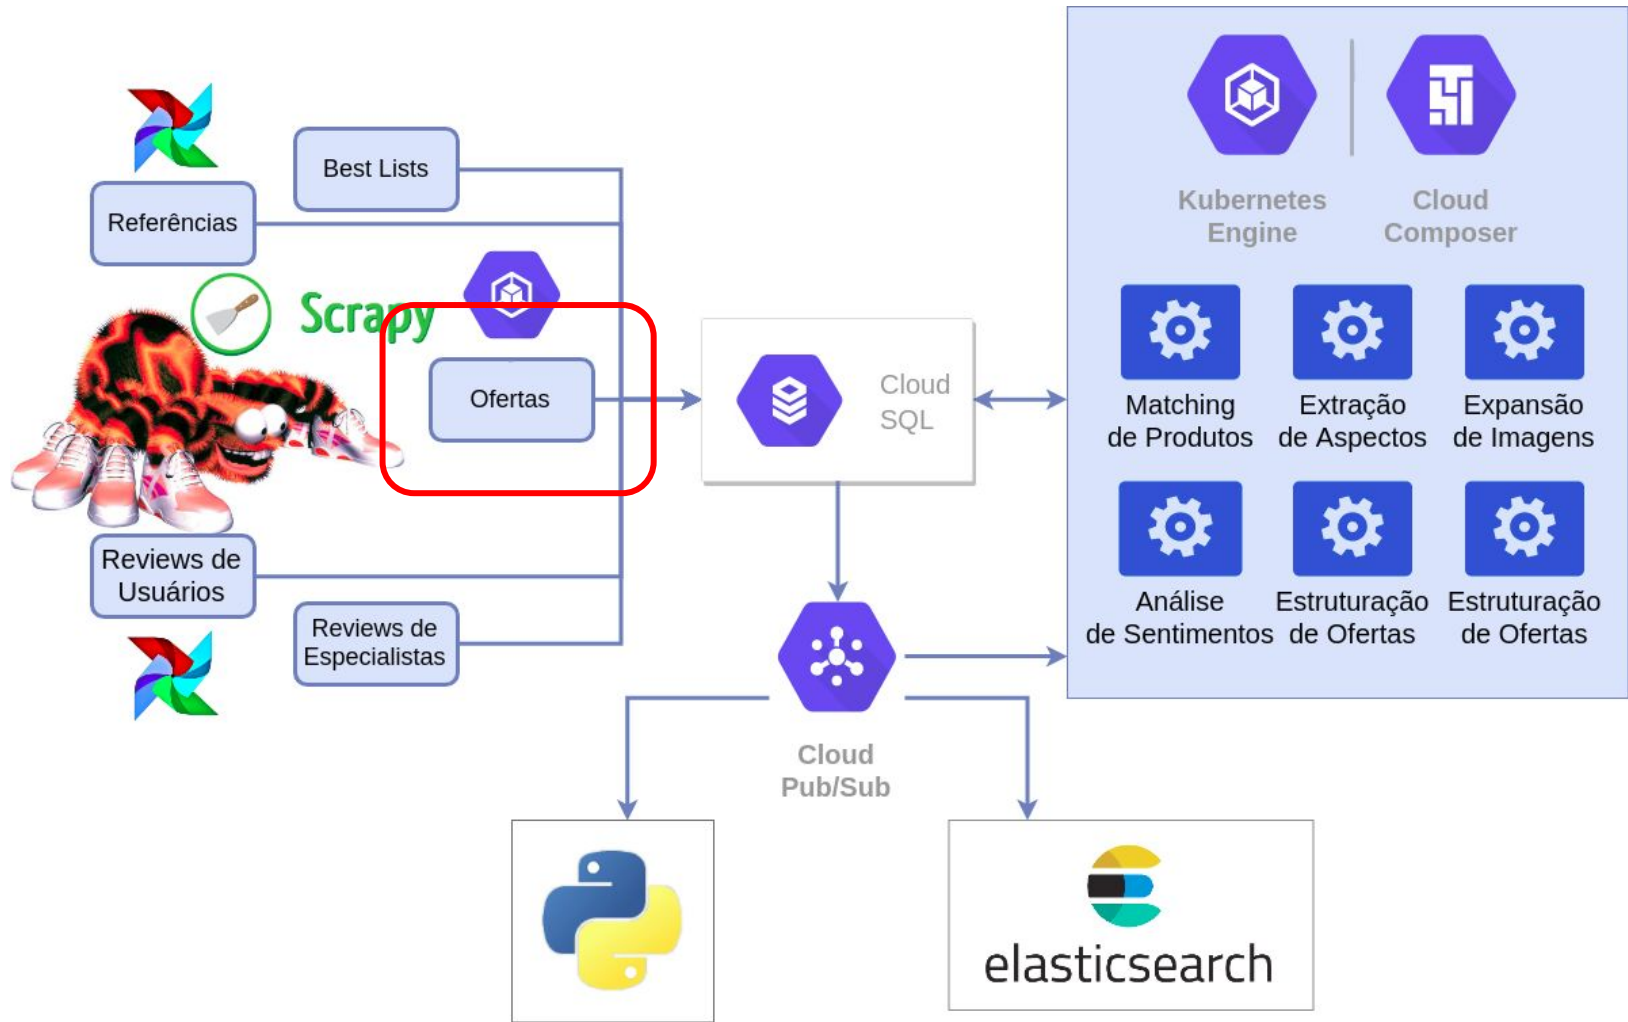 Best Lists
Referências
Scrapy
Ofertas
Reviews de
Usuários
Reviews de
Especialistas
Cloud
SQL
Cloud
Pub/Sub
elasticsearch
Kubernetes
Engine
Cloud
Composer
Matching
de Produtos
Extração
de Aspectos
Expansão
de Imagens
Análise
de Sentimentos
Estruturação
de Ofertas
Estruturação
de Ofertas